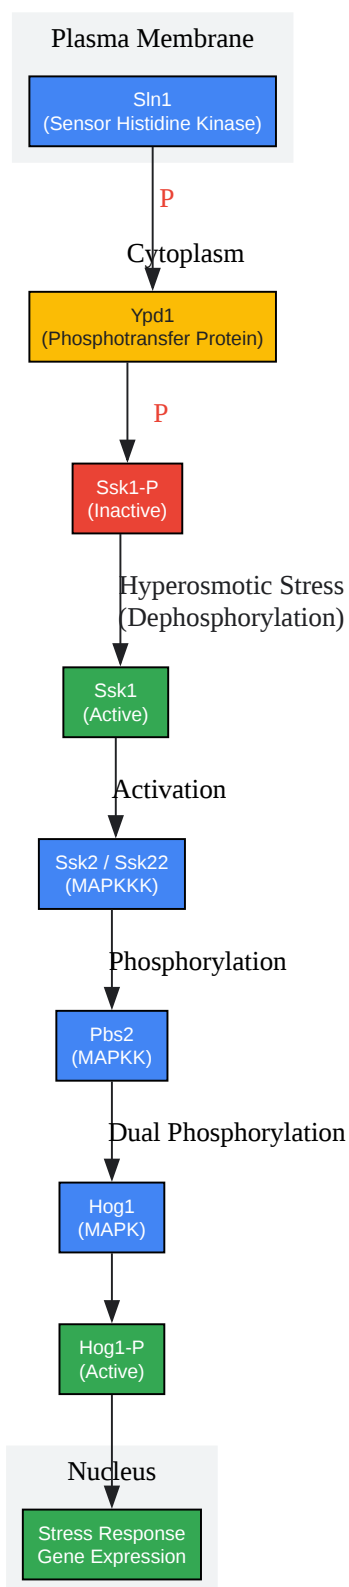 Plasma Membrane
Sln1
(Sensor Histidine Kinase)
P
Cytoplasm
Ypd1
(Phosphotransfer Protein)
P
Ssk1-P
(Inactive)
Hyperosmotic Stress
(Dephosphorylation)
Ssk1
(Active)
Activation
Ssk2 / Ssk22
(MAPKKK)
Phosphorylation
Pbs2
(MAPKK)
Dual Phosphorylation
Hog1
(MAPK)
Hog1-P
(Active)
Nucleus
Stress Response
Gene Expression